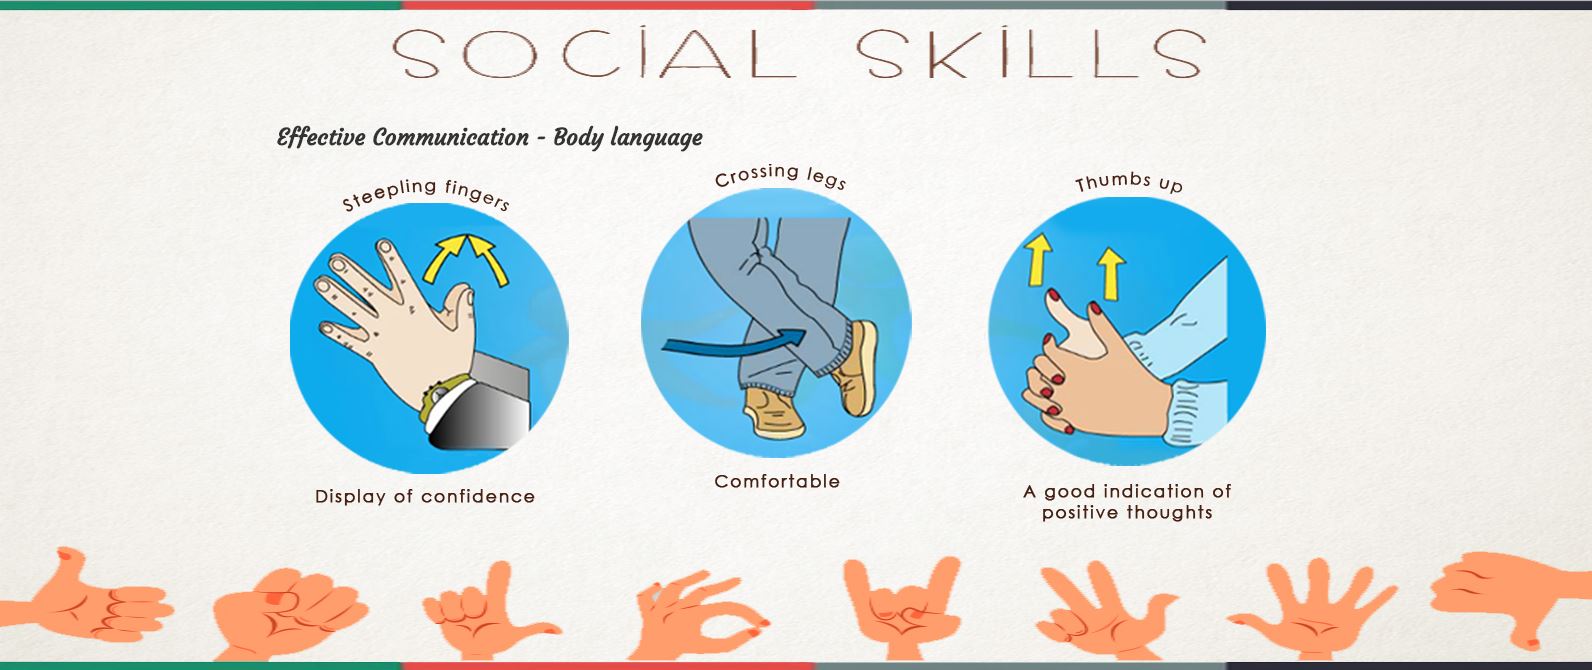 SOCIAL SKILLS
Effective Communication - Body language
Steepling fingers
Crossing legs
Thumbs up
Display of confidence
Comfortable
A good indication of
positive thoughts